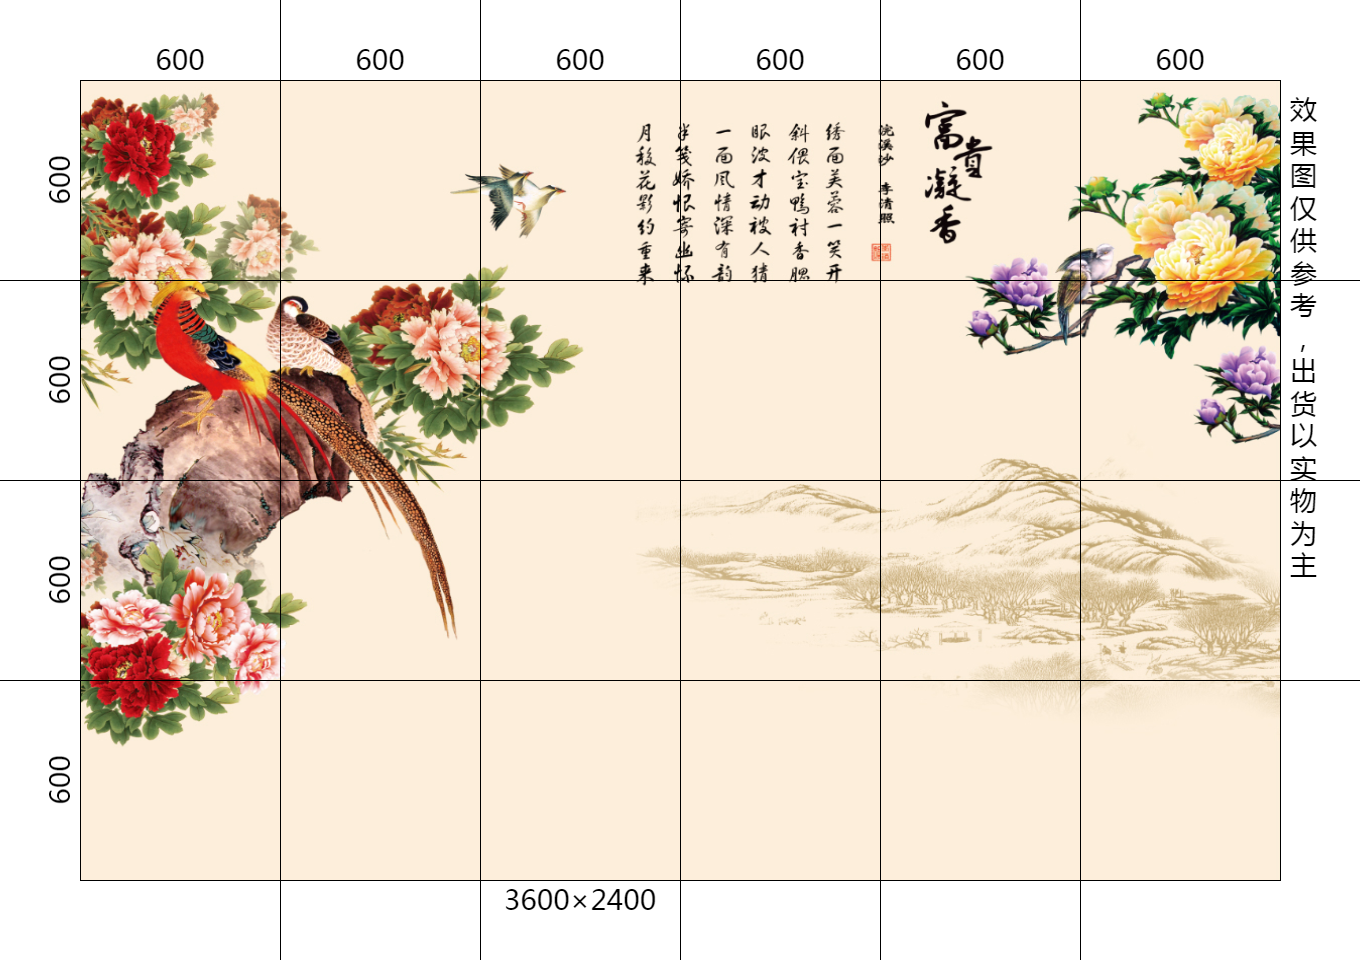 600 600 600 600 600 600
600
600
600
600
富贵凝香
浣溪沙 李清照
绣面芙蓉一笑开
斜偎宝鸭衬香腮
眼波才动被人猜
一面风情深有韵
半笺娇恨寄幽怀
月移花影约重来
效果图仅供参考,出货以实物为主
3600×2400